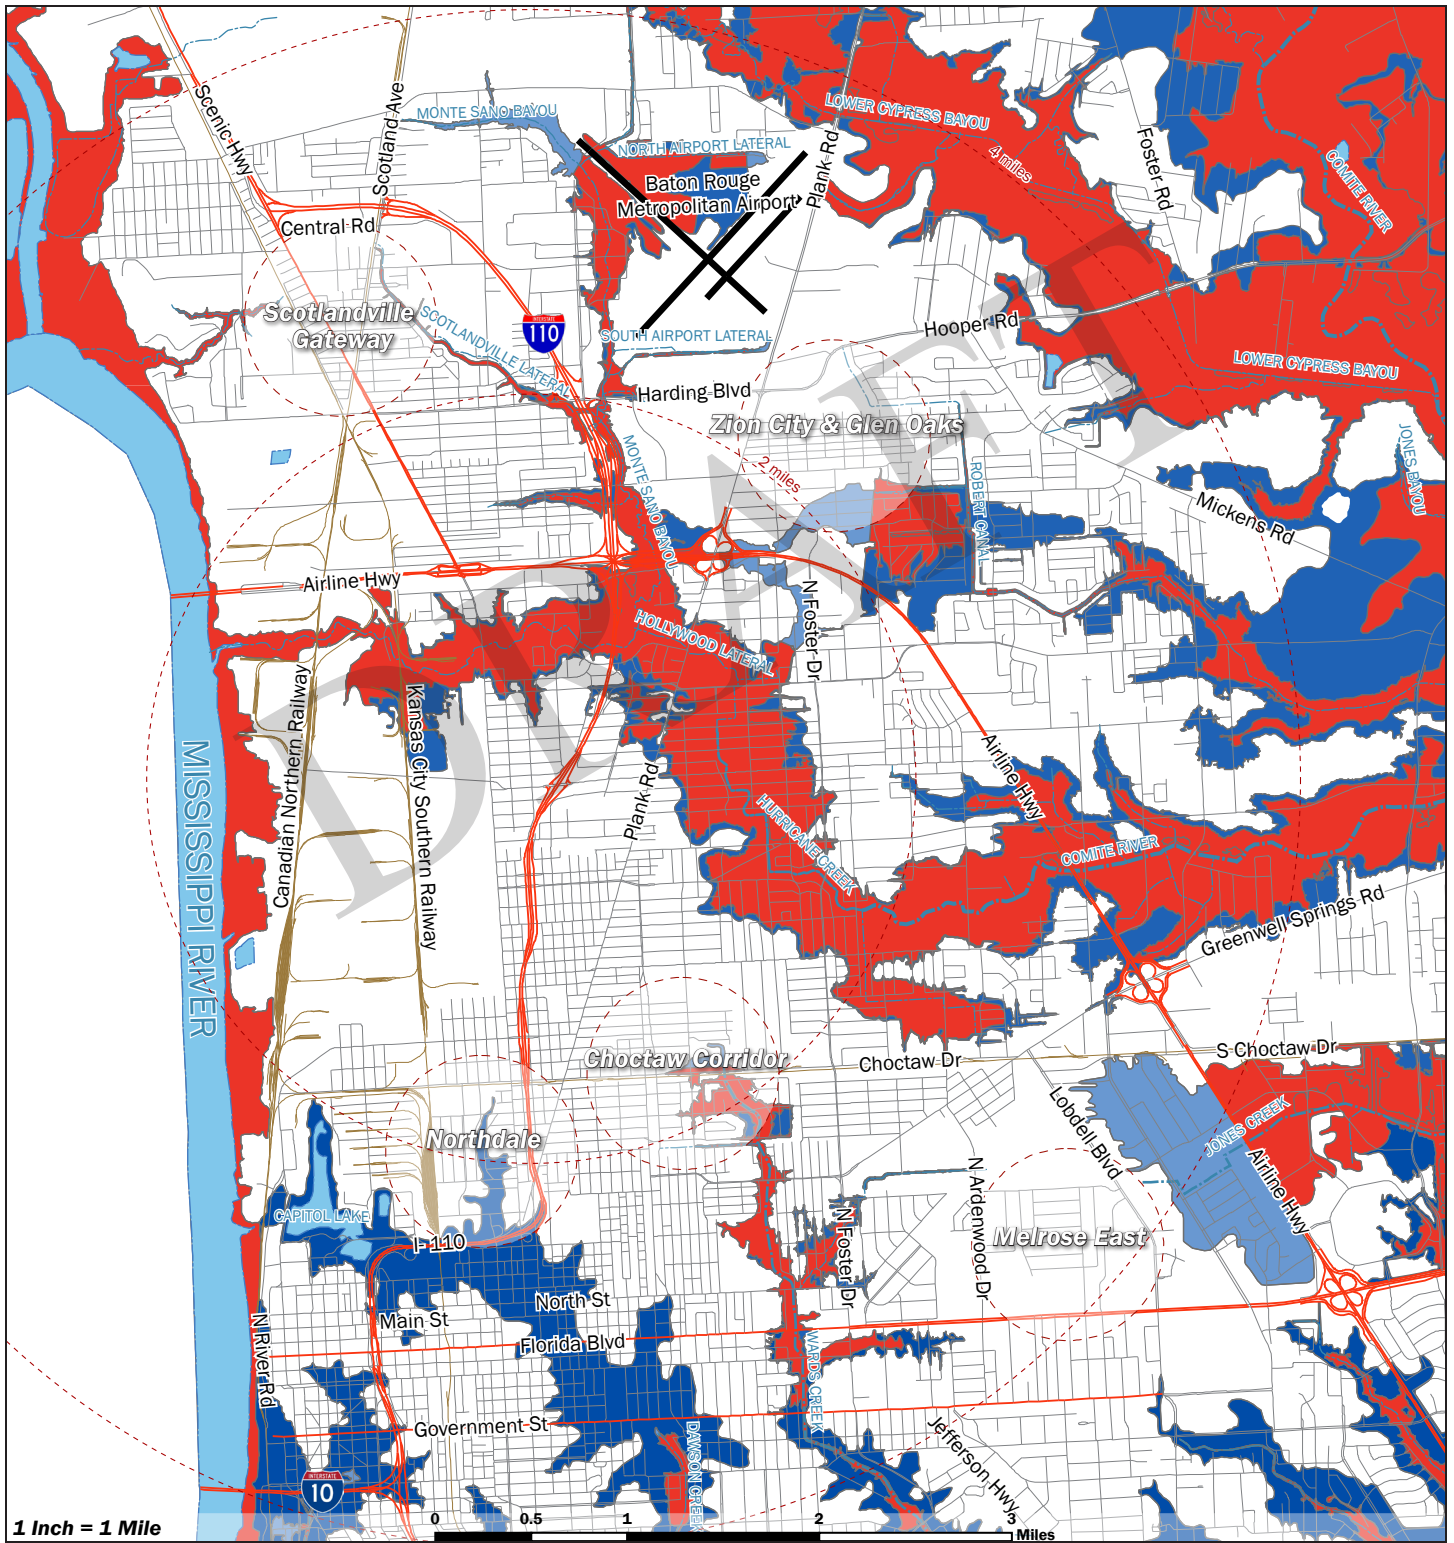 Scenic Hwy
Scotland Ave
MONTE SANO BAYOU
NORTH AIRPORT LATERAL
LOWER CYPRESS BAYOU
4 miles
Foster Rd
COMITE RIVER
Baton Rouge
Metropolitan Airport
Plank Rd
Central Rd
Scotlandville
Gateway
SCOTLANDVILLE LATERAL
INTERSTATE
110
SOUTH AIRPORT LATERAL
Hooper Rd
LOWER CYPRESS BAYOU
Harding Blvd
Zion City & Glen Oaks
2 miles
MONTE SANO BAYOU
ROBERT CANAL
JONES BAYOU
Mickens Rd
Airline Hwy
N Foster Dr
HOLLYWOOD LATERAL
DRAFT
Canadian Northern Railway
Kansas City Southern Railway
MISSISSIPPI RIVER
Plank Rd
HURRICANE CREEK
Airline Hwy
COMITE RIVER
Greenwell Springs Rd
Choctaw Corridor
Choctaw Dr
S Choctaw Dr
Lobdell Blvd
JONES CREEK
Airline Hwy
Northdale
CAPITOL LAKE
I- 110
N Foster Dr
N Ardenwood Dr
Melrose East
North St
Main St
Florida Blvd
N River Rd
WARDS CREEK
Government St
DAWSON CREEK
Jefferson Hwy
INTERSTATE
10
1 Inch = 1 Mile
0 0.5 1 2 3
Miles